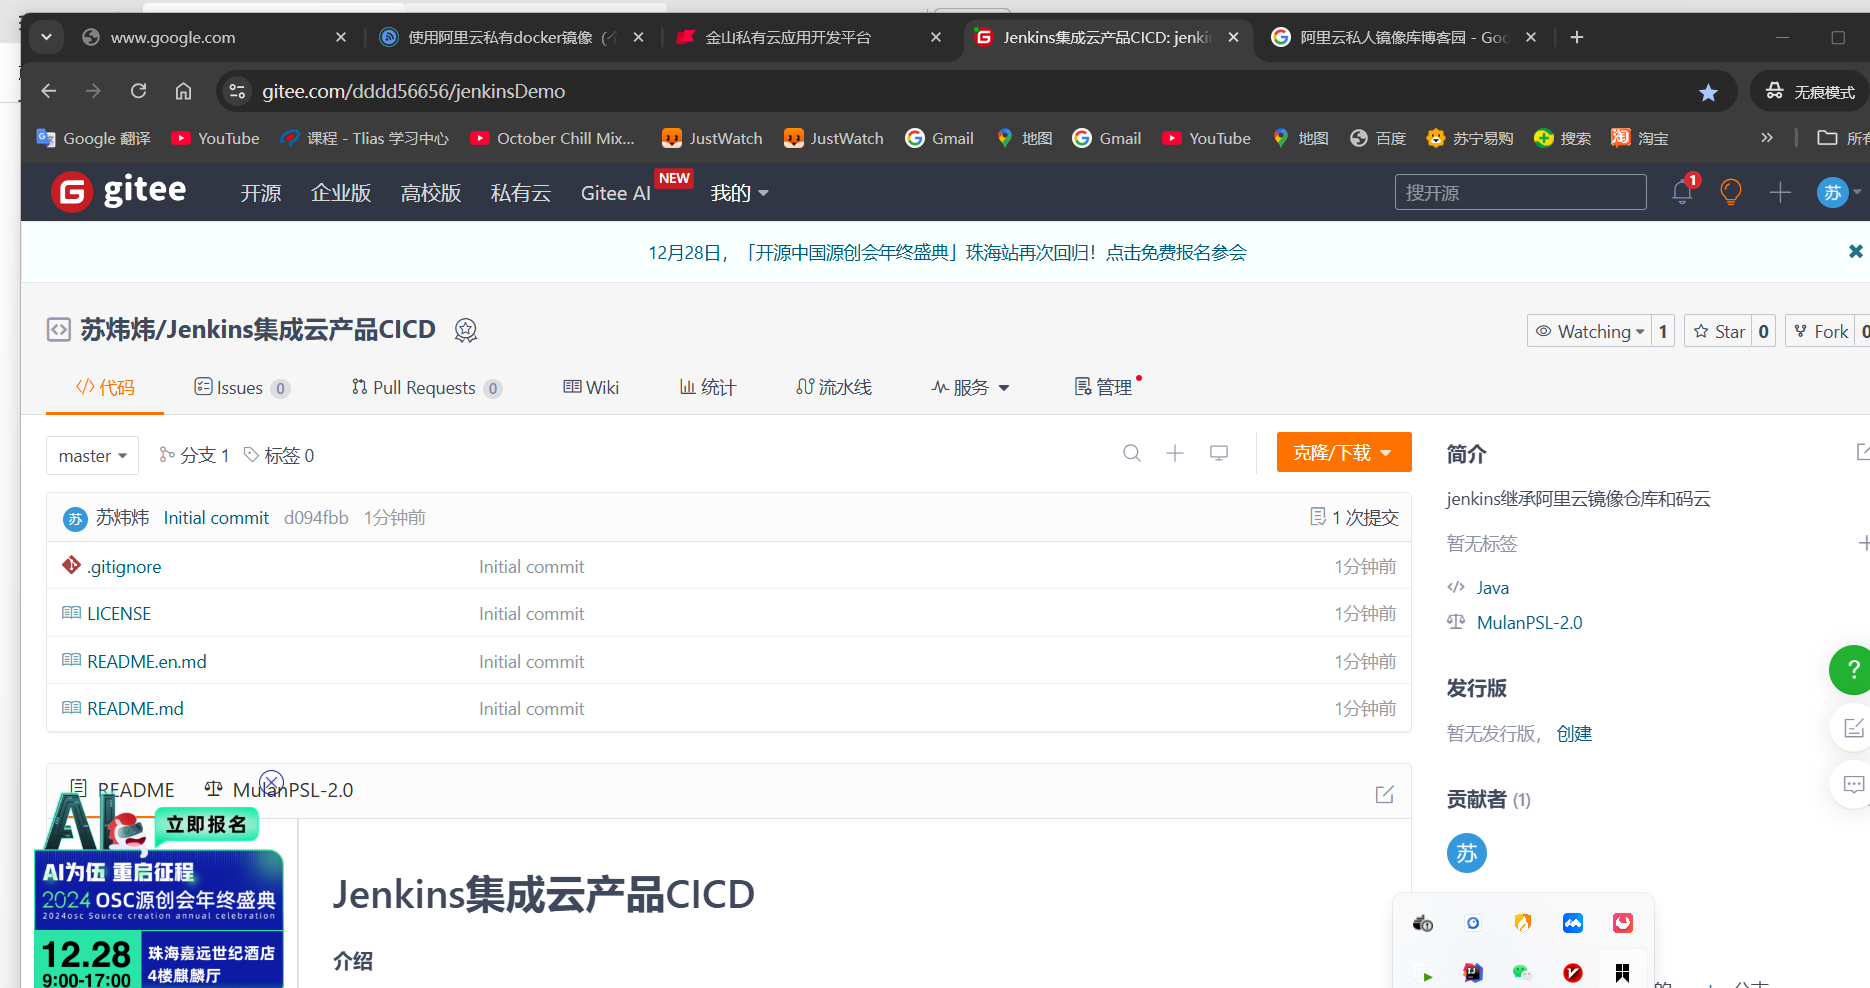 www.google.com
使用阿里云私有docker镜像
金山私有云应用开发平台
Jenkins集成云产品CICD: jenki
阿里云私人镜像库博客园 - Goo
gitee.com/dddd56656/jenkinsDemo
无痕模式
Google 翻译
YouTube
课程 - Tlias 学习中心
October Chill Mix...
JustWatch
JustWatch
Gmail
地图
Gmail
YouTube
地图
百度
苏宁易购
搜索
淘宝
gitee
开源
企业版
高校版
私有云
Gitee AI
NEW
我的
搜开源
1
苏
12月28日，「开源中国源创会年终盛典」珠海站再次回归！点击免费报名参会
苏炜炜/Jenkins集成云产品CICD
Watching 1
Star 0
Fork
代码
Issues 0
Pull Requests 0
Wiki
统计
流水线
服务
管理
master
分支 1
标签 0
克隆/下载
简介
苏 苏炜炜 Initial commit d094fbb 1分钟前
1 次提交
jenkins继承阿里云镜像仓库和码云
暂无标签
.gitignore Initial commit 1分钟前
LICENSE Initial commit 1分钟前
README.en.md Initial commit 1分钟前
README.md Initial commit 1分钟前
Java
MulanPSL-2.0
发行版
暂无发行版， 创建
贡献者 (1)
苏
README
MulanPSL-2.0
AI
立即报名
AI为伍 重启征程
2024 OSC源创会年终盛典
2024osc Source creation annual celebration
12.28
9:00-17:00
珠海嘉远世纪酒店
4楼麒麟厅
Jenkins集成云产品CICD
介绍